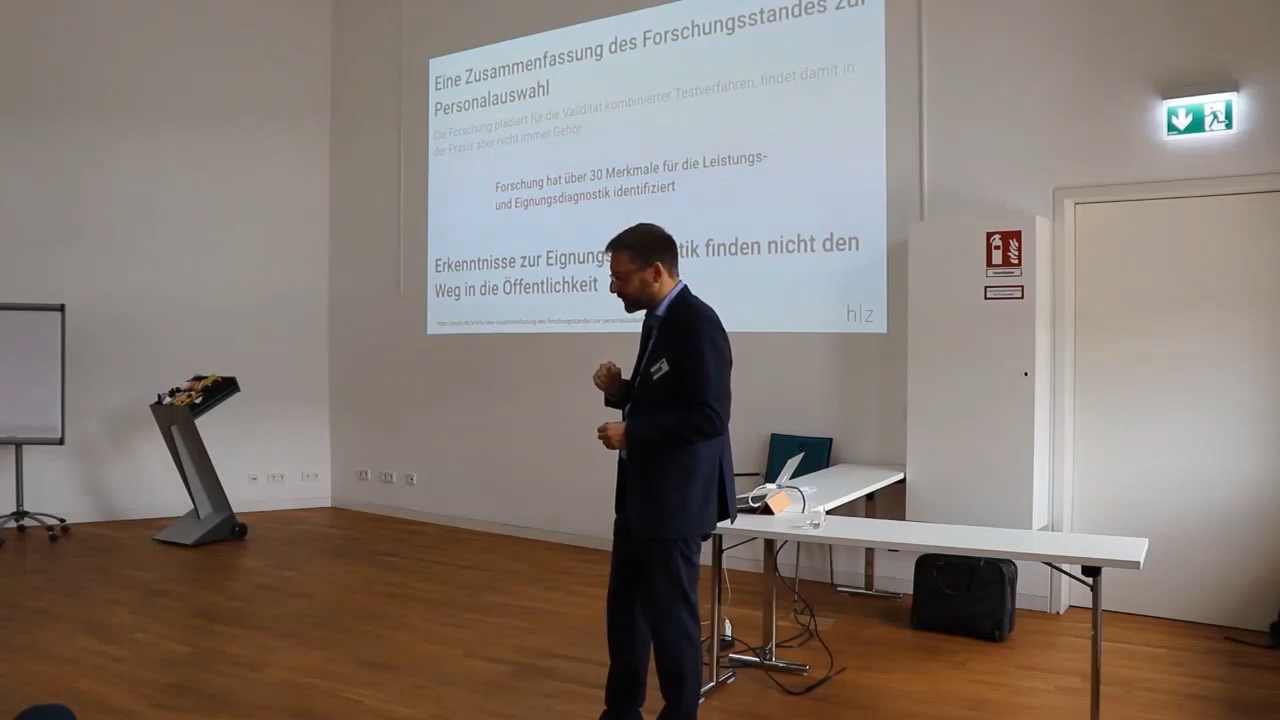 Eine Zusammenfassung des Forschungsstandes zur
Personalauswahl
Die Forschung plädiert für die Validität kombinierter Testverfahren, findet damit in
der Praxis aber nicht immer Gehör
Forschung hat über 30 Merkmale für die Leistungs-
und Eignungsdiagnostik identifiziert
Erkenntnisse zur Eignungs tik finden nicht den
Weg in die Öffentlichkeit
h|z